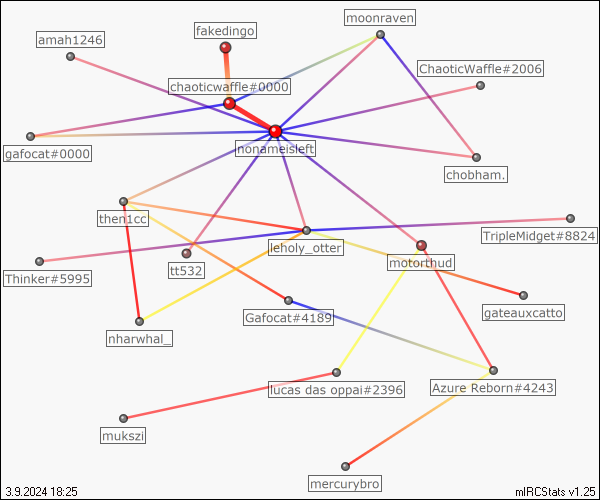 fakedingo
moonraven
amah1246
ChaoticWaffle#2006
chaoticwaffle#0000
gafocat#0000
nonameisleft
chobham.
then1cc
TripleMidget#8824
leholy_otter
motorthud
Thinker#5995
tt532
gateauxcatto
Gafocat#4189
nharwhal_
lucas das oppai#2396
Azure Reborn#4243
mukszi
mercurybro
3.9.2024 18:25
mIRCStats v1.25